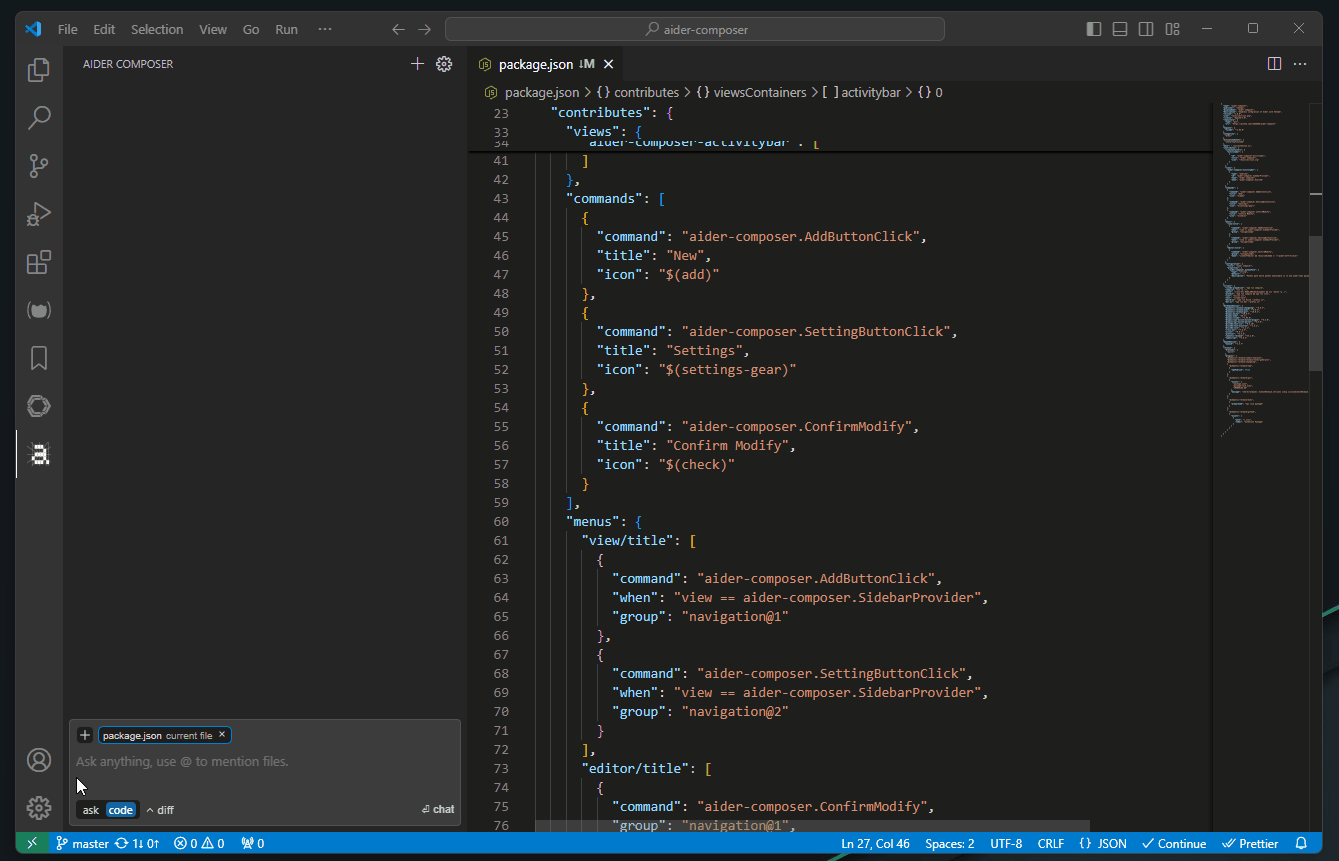 File Edit Selection View Go Run ··· aider-composer
AIDER COMPOSER
package.json ↓M
package.json > {} contributes > {} viewsContainers > [ ] activitybar > {} 0
23 "contributes": {
33 "views": {
34 "aider-composer-activitybar": [
41 ]
42 },
43 "commands": [
44 {
45 "command": "aider-composer.AddButtonClick",
46 "title": "New",
47 "icon": "$(add)"
48 },
49 {
50 "command": "aider-composer.SettingButtonClick",
51 "title": "Settings",
52 "icon": "$(settings-gear)"
53 },
54 {
55 "command": "aider-composer.ConfirmModify",
56 "title": "Confirm Modify",
57 "icon": "$(check)"
58 }
59 ],
60 "menus": {
61 "view/title": [
62 {
63 "command": "aider-composer.AddButtonClick",
64 "when": "view == aider-composer.SidebarProvider",
65 "group": "navigation@1"
66 },
67 {
68 "command": "aider-composer.SettingButtonClick",
69 "when": "view == aider-composer.SidebarProvider",
70 "group": "navigation@2"
71 }
72 ],
73 "editor/title": [
74 {
75 "command": "aider-composer.ConfirmModify",
76 "group": "navigation@1",
package.json current file ×
Ask anything, use @ to mention files.
ask code ^ diff ⏎ chat
master 1↓ 0↑ 0 0 0 Ln 27, Col 46 Spaces: 2 UTF-8 CRLF {} JSON Continue Prettier